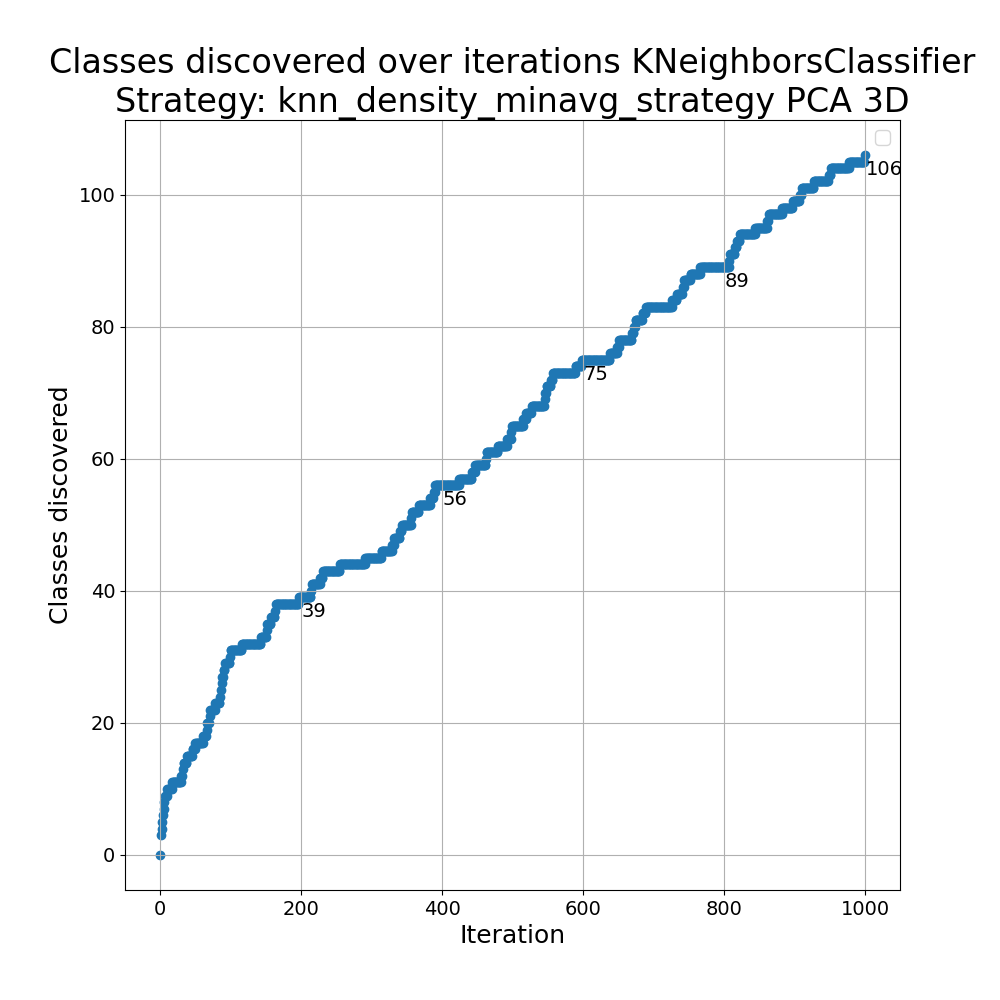 Classes discovered over iterations KNeighborsClassifier
Strategy: knn_density_minavg_strategy PCA 3D
106
100
89
80
75
60
56
40
39
20
0
Classes discovered
0 200 400 600 800 1000
Iteration